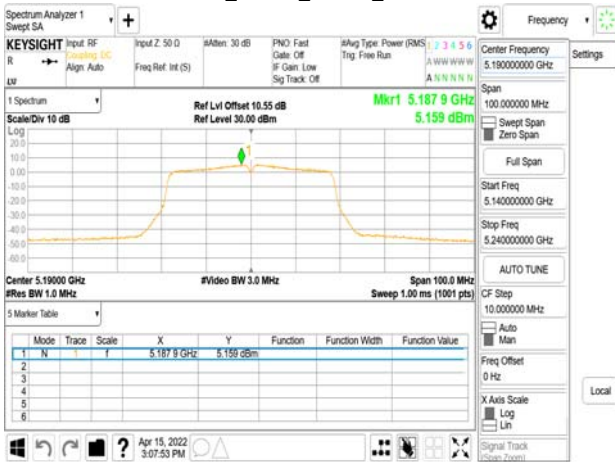 Spectrum Analyzer 1
Swept SA
Frequency
KEYSIGHT
Input: RF
Coupling: DC
Align: Auto
Input Z: 50 Ω
Freq Ref: Int (S)
#Atten: 30 dB
PNO: Fast
Gate: Off
IF Gain: Low
Sig Track: Off
#Avg Type: Power (RMS
Trig: Free Run
1 2 3 4 5 6
A W W W W W
A N N N N N
R
1 Spectrum
Scale/Div 10 dB
Ref Lvl Offset 10.55 dB
Ref Level 30.00 dBm
Mkr1 5.187 9 GHz
5.159 dBm
Log
20.0
10.0
0.00
-10.0
-20.0
-30.0
-40.0
-50.0
-60.0
1
Center 5.19000 GHz
#Res BW 1.0 MHz
#Video BW 3.0 MHz
Span 100.0 MHz
Sweep 1.00 ms (1001 pts)
5 Marker Table
Mode Trace Scale X Y Function Function Width Function Value
1 N 1 f 5.187 9 GHz 5.159 dBm
2
3
4
5
6
Apr 15, 2022
3:07:53 PM
Center Frequency
5.190000000 GHz
Settings
Span
100.000000 MHz
Swept Span
Zero Span
Full Span
Start Freq
5.140000000 GHz
Stop Freq
5.240000000 GHz
AUTO TUNE
CF Step
10.000000 MHz
Auto
Man
Freq Offset
0 Hz
X Axis Scale
Log
Lin
Local
Signal Track
(Span Zoom)